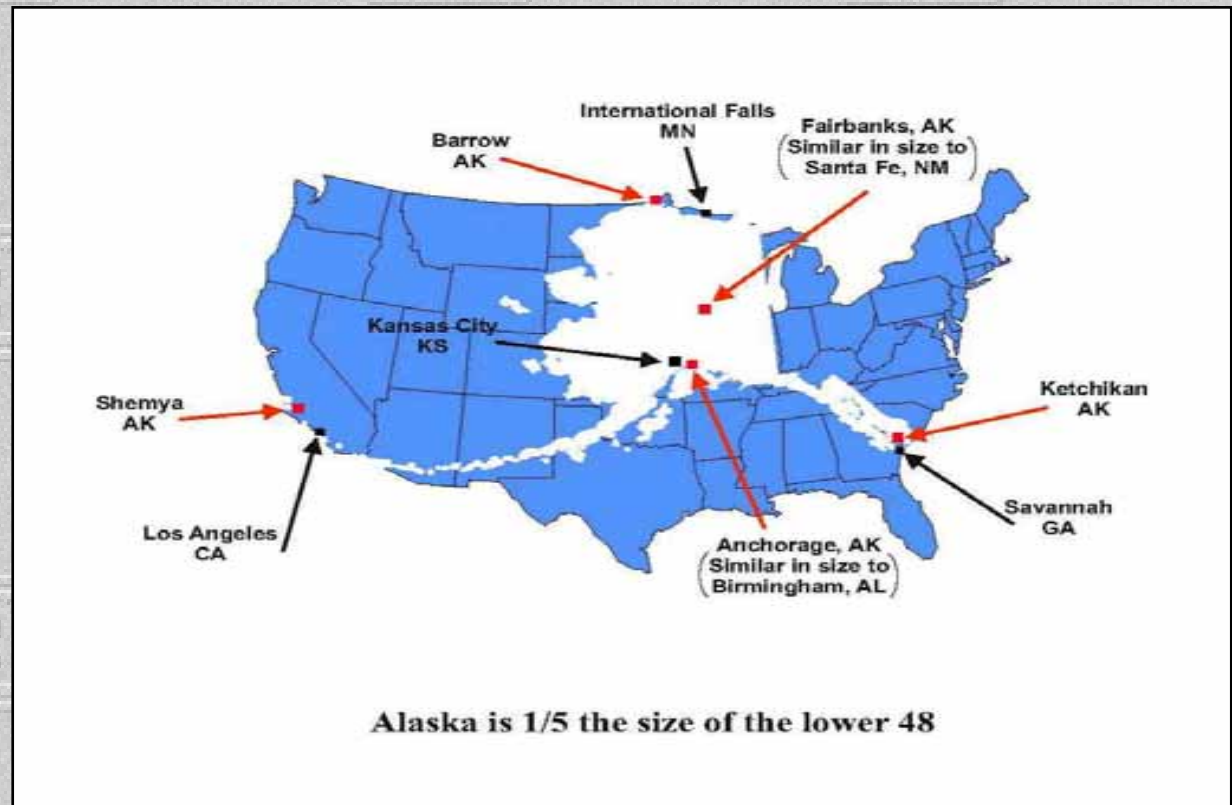 International Falls
MN
Barrow
AK
Fairbanks, AK
(Similar in size to)
Santa Fe, NM
Kansas City
KS
Shemya
AK
Ketchikan
AK
Los Angeles
CA
Savannah
GA
Anchorage, AK
(Similar in size to)
Birmingham, AL
Alaska is 1/5 the size of the lower 48